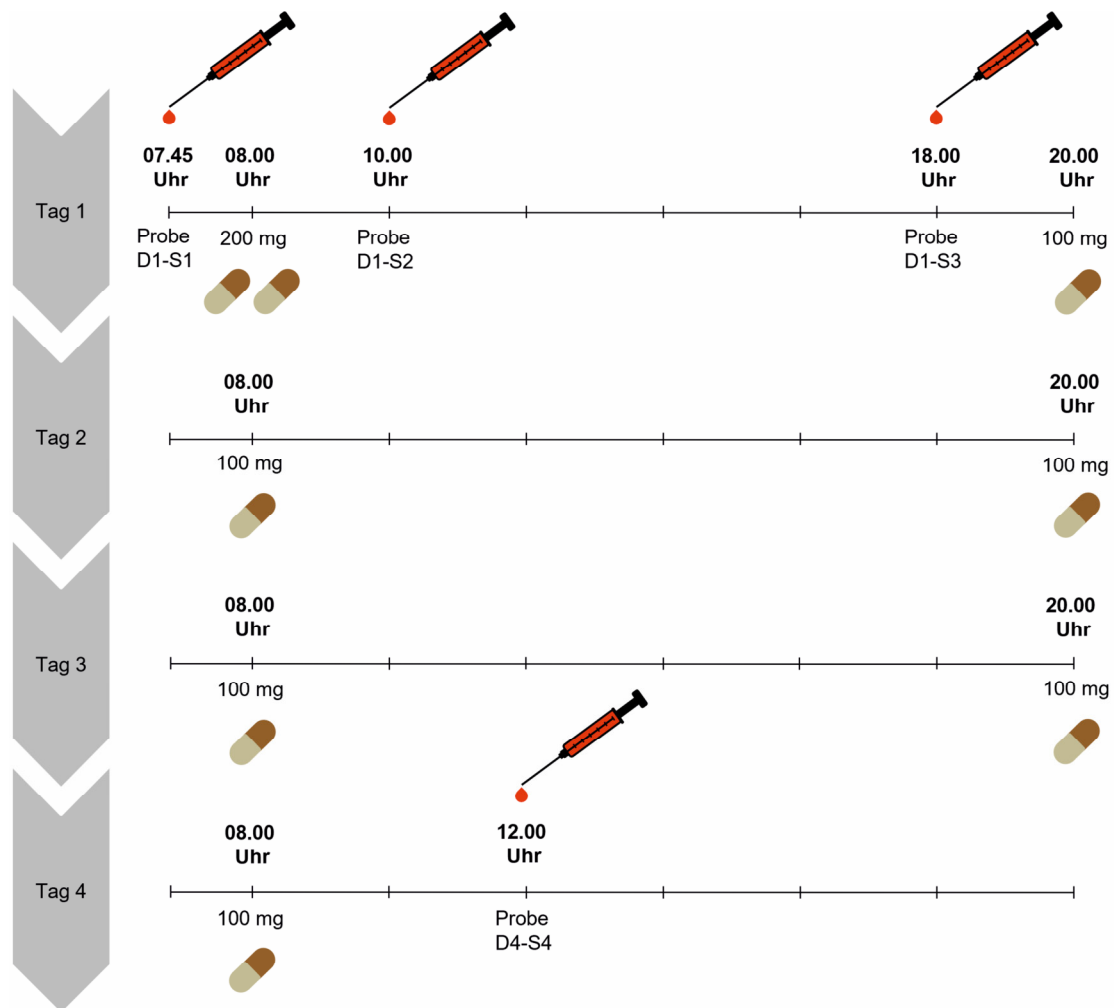 07.45 08.00 10.00 18.00 20.00
Uhr Uhr Uhr Uhr Uhr
Tag 1
Probe 200 mg Probe Probe 100 mg
D1-S1 D1-S2 D1-S3
08.00 20.00
Uhr Uhr
Tag 2
100 mg 100 mg
08.00 20.00
Uhr Uhr
Tag 3
100 mg 100 mg
08.00 12.00
Uhr Uhr
Tag 4
100 mg Probe
D4-S4